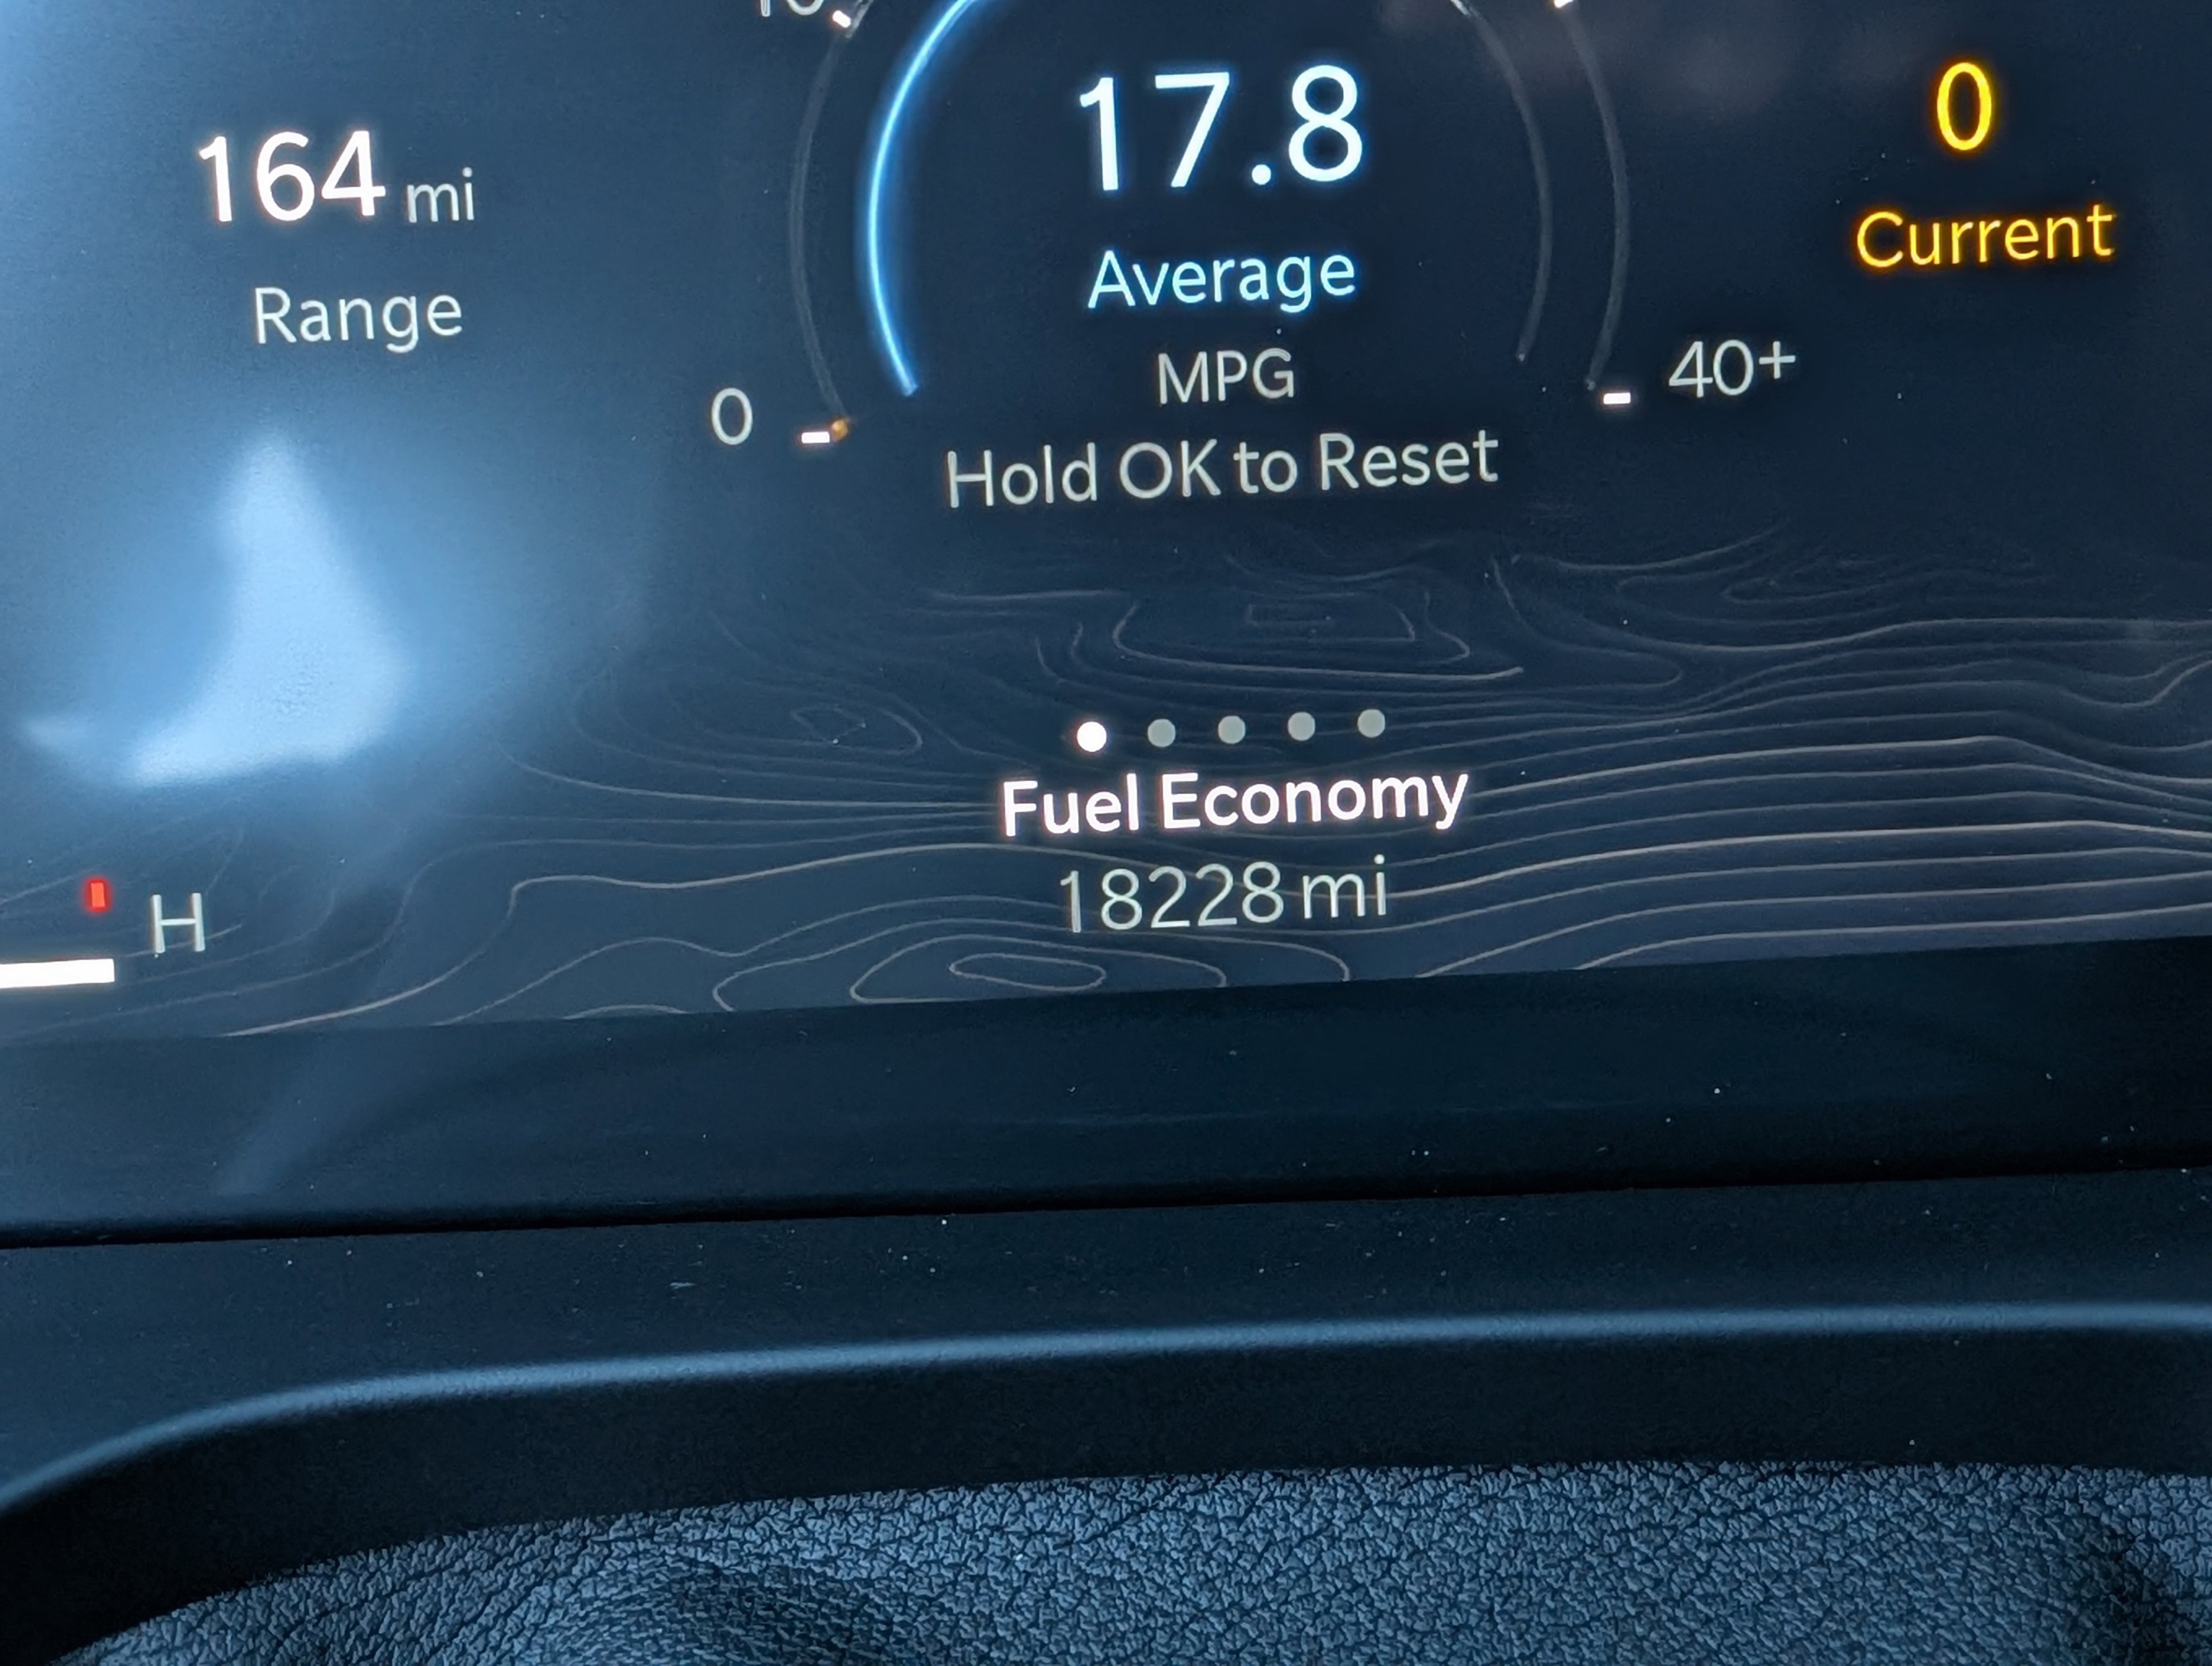 10
17.8
0
164 mi
Current
Average
Range
MPG
40+
0
Hold OK to Reset
Fuel Economy
18228 mi
H